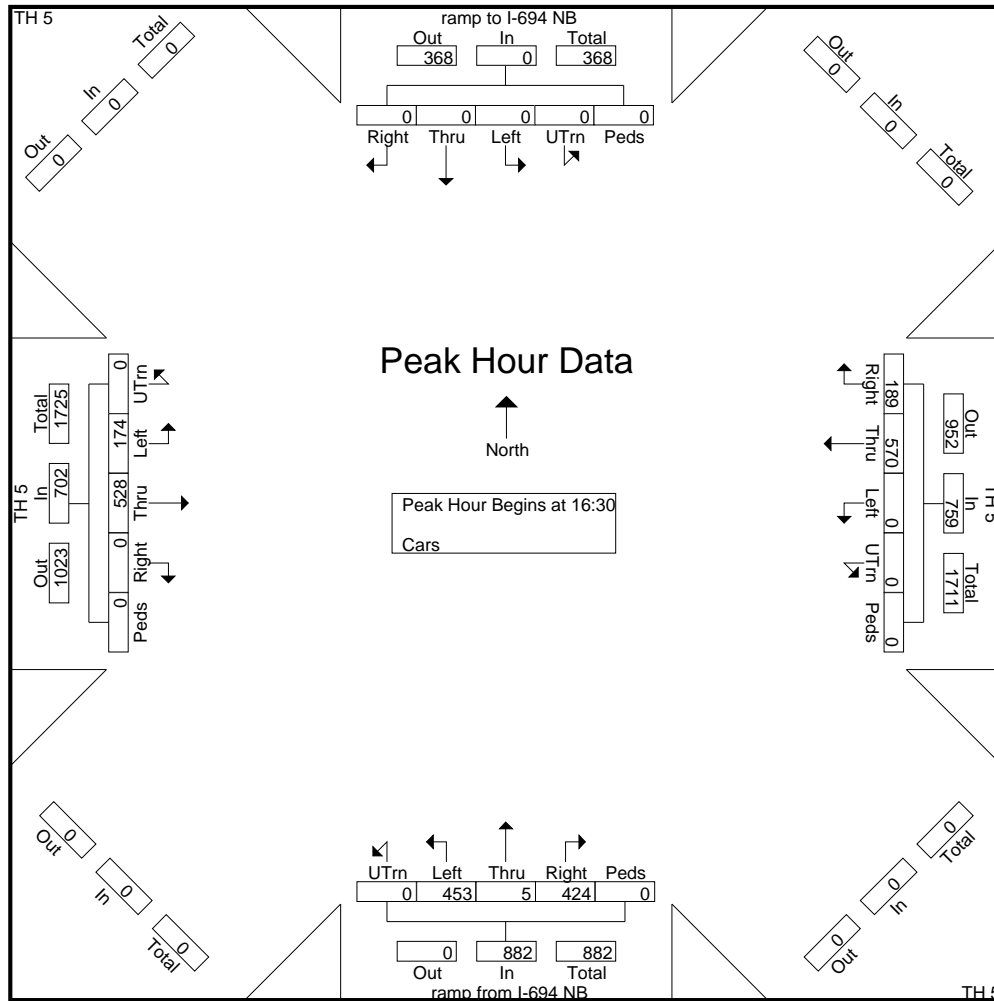 TH 5
ramp to I-694 NB
Out In Total
368 0 368
0 0 0 0 0
Right Thru Left UTrn Peds
Total
0
In
0
Out
0
Out
0
In
0
Total
0
Peak Hour Data
North
Peak Hour Begins at 16:30
Cars
TH 5
Total In Out
1725 702 1023
0 174 528 0 0
UTrn Left Thru Right Peds
TH 5
Out In Total
952 759 1711
189 570 0 0 0
Right Thru Left UTrn Peds
Out
0
In
0
Total
0
Total
0
In
0
Out
0
UTrn Left Thru Right Peds
0 453 5 424 0
0 882 882
Out In Total
ramp from I-694 NB
TH 5